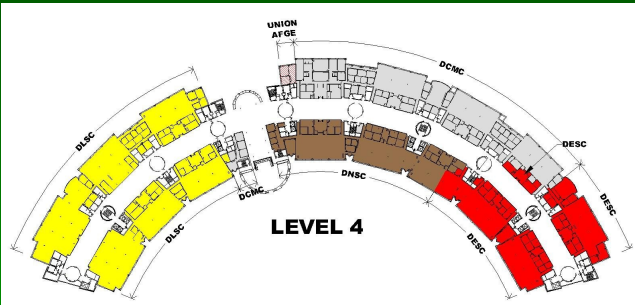 UNION
AFGE
DCMC
DLSC
DESC
DCMC
DNSC
DLSC
DESC
DESC
LEVEL 4